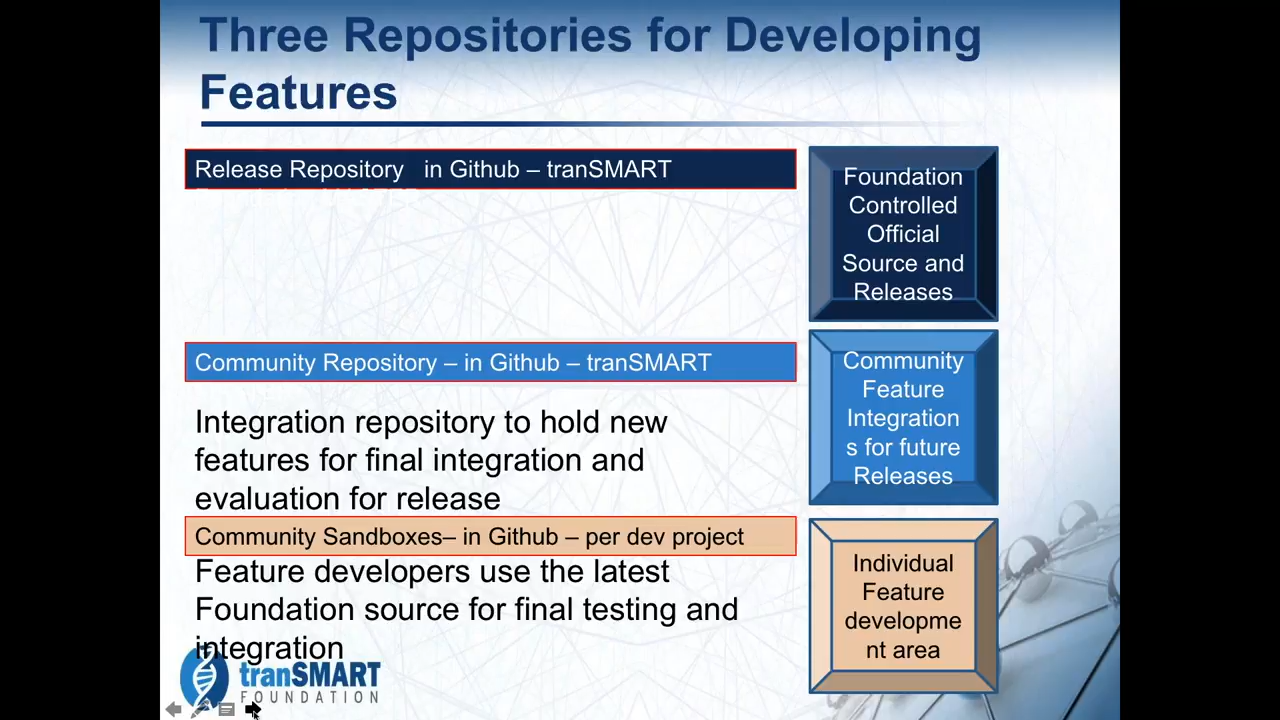 Three Repositories for Developing
Features
Release Repository in Github – tranSMART
Foundation
Controlled
Official
Source and
Releases
Community Repository – in Github – tranSMART
Integration repository to hold new
features for final integration and
evaluation for release
Community
Feature
Integration
s for future
Releases
Community Sandboxes– in Github – per dev project
Feature developers use the latest
Foundation source for final testing and
integration
Individual
Feature
developme
nt area
tranSMART
FOUNDATION